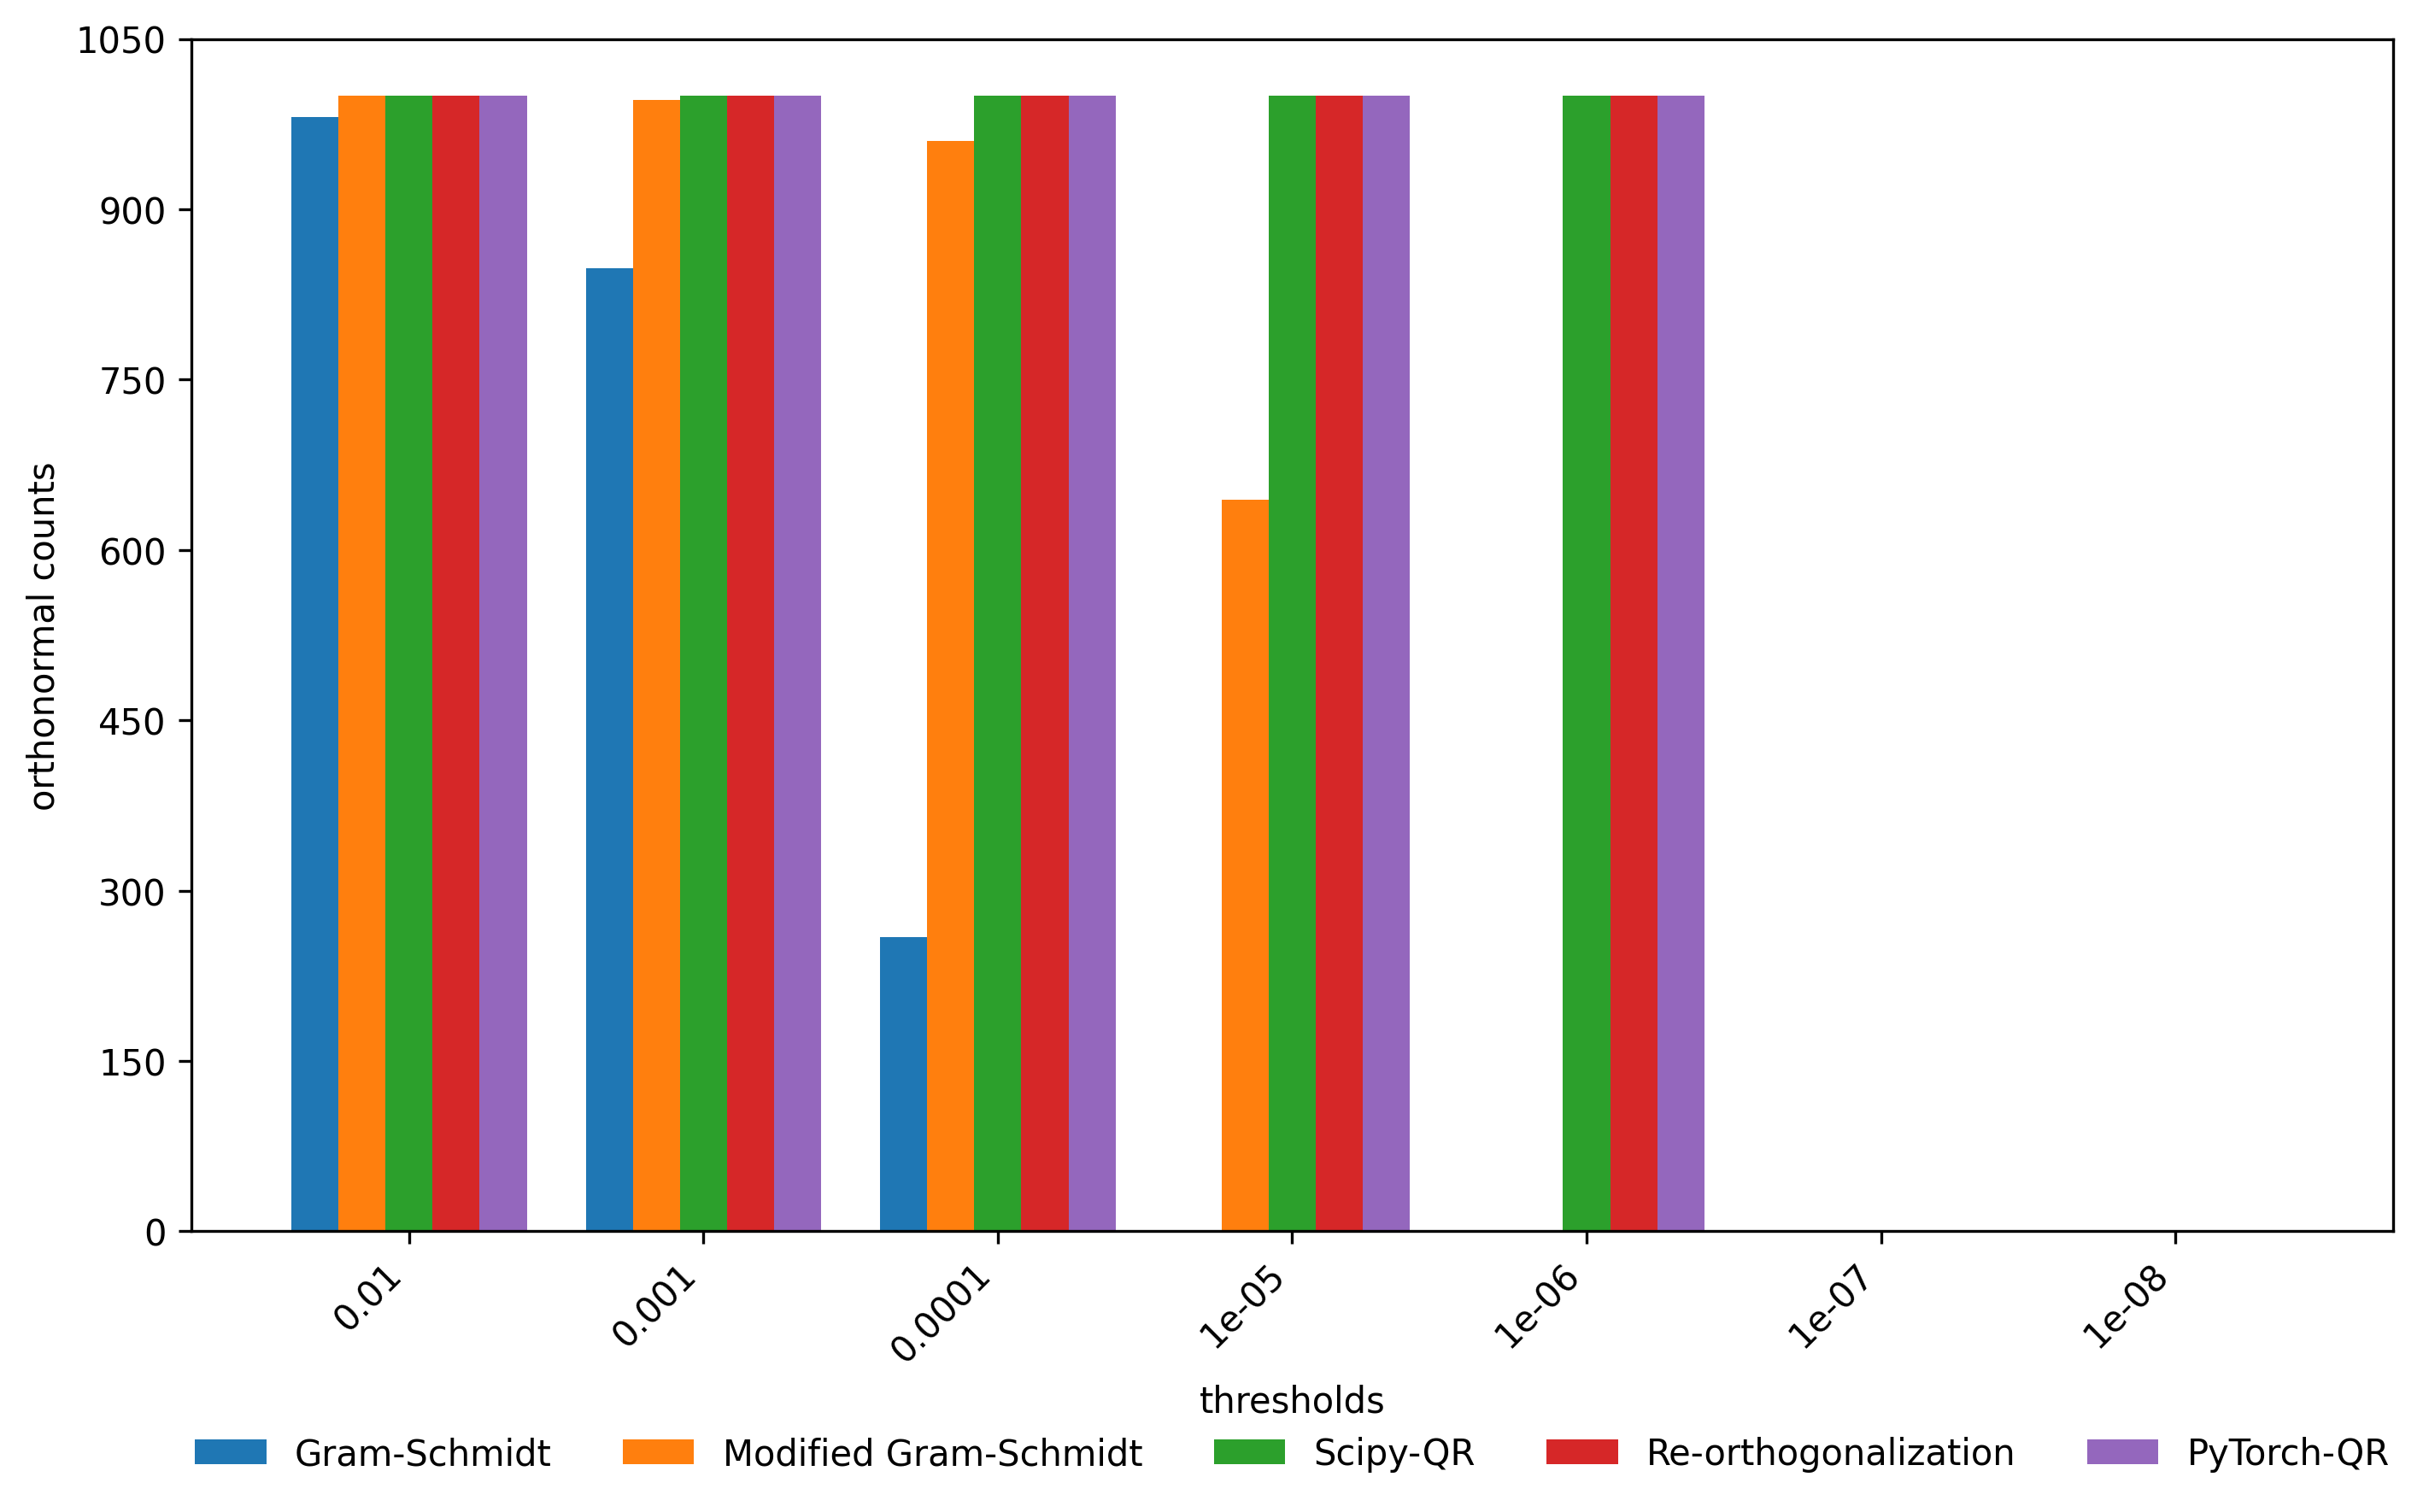 1050
900
750
600
450
300
150
0
orthonormal counts
0.01
0.001
0.0001
1e-05
1e-06
1e-07
1e-08
thresholds
Gram-Schmidt Modified Gram-Schmidt Scipy-QR Re-orthogonalization PyTorch-QR